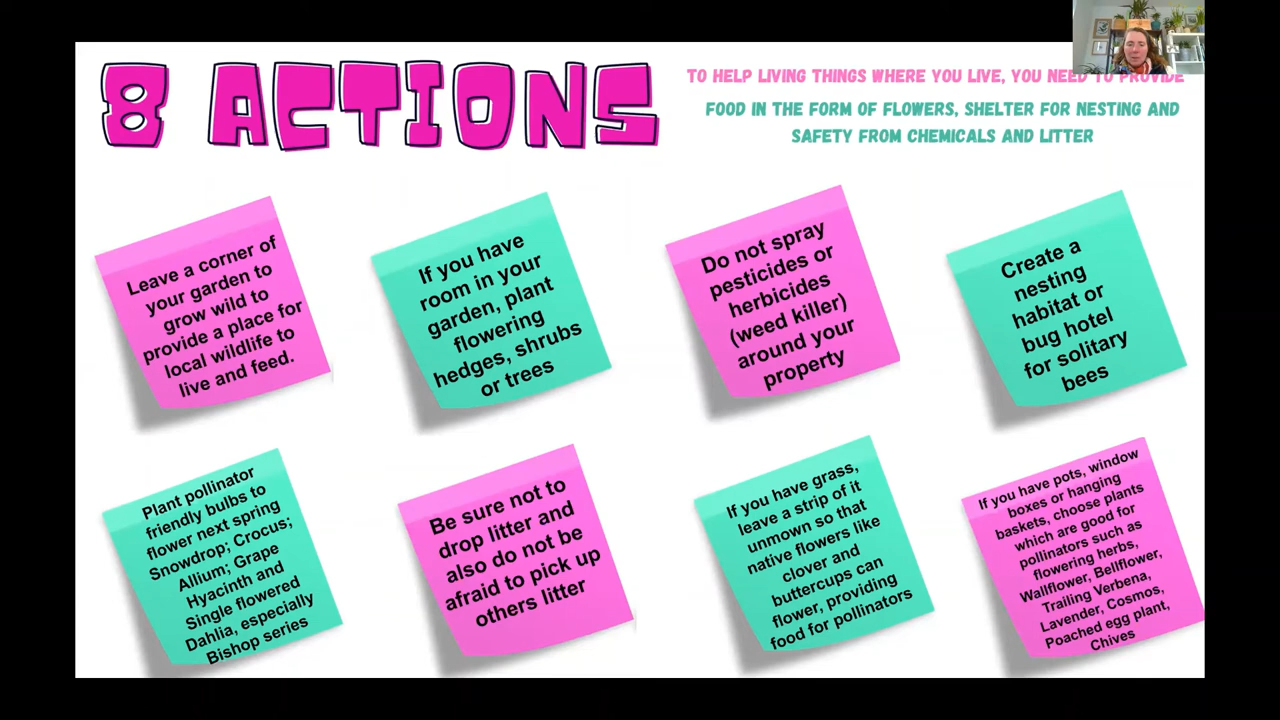 8 ACTIONS
TO HELP LIVING THINGS WHERE YOU LIVE, YOU NEED TO PROVIDE
FOOD IN THE FORM OF FLOWERS, SHELTER FOR NESTING AND
SAFETY FROM CHEMICALS AND LITTER
Leave a corner of
your garden to
grow wild to
provide a place for
local wildlife to
live and feed.
If you have
room in your
garden, plant
flowering
hedges, shrubs
or trees
Do not spray
pesticides or
herbicides
(weed killer)
around your
property
Create a
nesting
habitat or
bug hotel
for solitary
bees
Plant pollinator
friendly bulbs to
flower next spring
Snowdrop; Crocus;
Allium; Grape
Hyacinth and
Single flowered
Dahlia, especially
Bishop series
Be sure not to
drop litter and
also do not be
afraid to pick up
others litter
If you have grass,
leave a strip of it
unmown so that
native flowers like
clover and
buttercups can
flower, providing
food for pollinators
If you have pots, window
boxes or hanging
baskets, choose plants
which are good for
pollinators such as
flowering herbs,
Wallflower, Bellflower,
Trailing Verbena,
Lavender, Cosmos,
Poached egg plant,
Chives